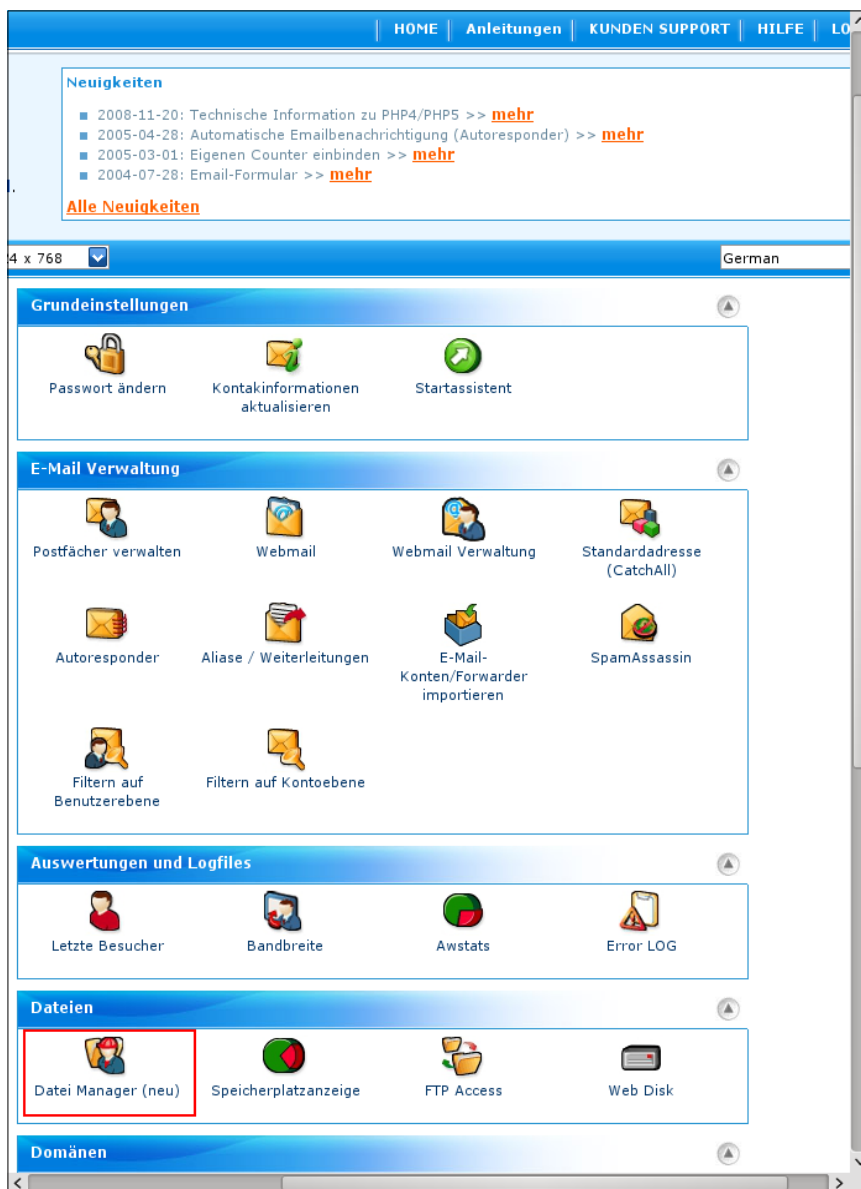 HOME Anleitungen KUNDEN SUPPORT HILFE LO
Neuigkeiten
2008-11-20: Technische Information zu PHP4/PHP5 >> mehr
2005-04-28: Automatische Emailbenachrichtigung (Autoresponder) >> mehr
2005-03-01: Eigenen Counter einbinden >> mehr
2004-07-28: Email-Formular >> mehr
Alle Neuigkeiten
4 x 768 German
Grundeinstellungen
Passwort ändern
Kontakinformationen
aktualisieren
Startassistent
E-Mail Verwaltung
Postfächer verwalten
Webmail
Webmail Verwaltung
Standardadresse
(CatchAll)
Autoresponder
Aliase / Weiterleitungen
E-Mail-
Konten/Forwarder
importieren
SpamAssassin
Filtern auf
Benutzerebene
Filtern auf Kontoebene
Auswertungen und Logfiles
Letzte Besucher
Bandbreite
Awstats
Error LOG
Dateien
Datei Manager (neu)
Speicherplatzanzeige
FTP Access
Web Disk
Domänen